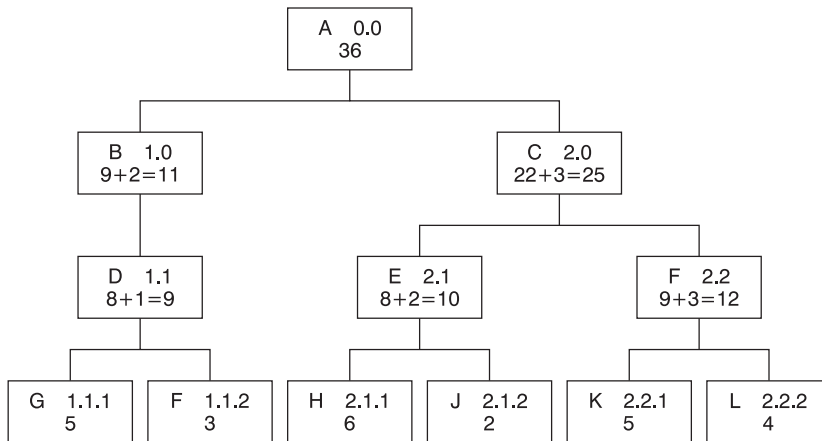 A 0.0
36
B 1.0
9+2=11
C 2.0
22+3=25
D 1.1
8+1=9
E 2.1
8+2=10
F 2.2
9+3=12
G 1.1.1
5
F 1.1.2
3
H 2.1.1
6
J 2.1.2
2
K 2.2.1
5
L 2.2.2
4